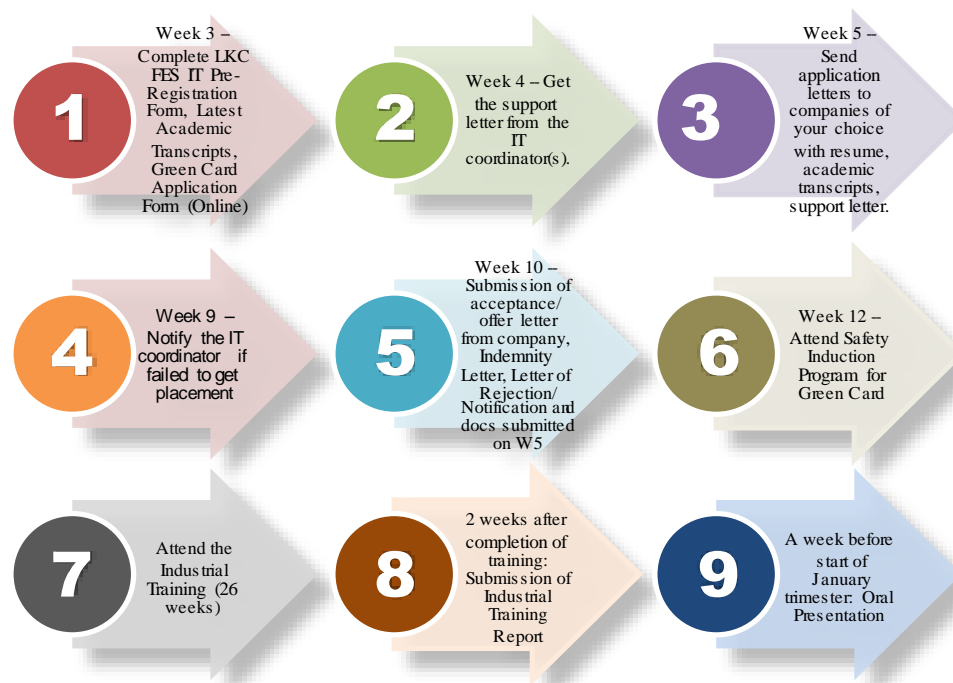 1
Week 3 –
Complete LKC
FES IT Pre-
Registration
Form, Latest
Academic
Transcripts,
Green Card
Application
Form (Online)
2
Week 4 – Get
the support
letter from the
IT
coordinator(s).
3
Week 5 –
Send
application
letters to
companies of
your choice
with resume,
academic
transcripts,
support letter.
4
Week 9 –
Notify the IT
coordinator if
failed to get
placement
5
Week 10 –
Submission of
acceptance/
offer letter
from company,
Indemnity
Letter, Letter of
Rejection/
Notification and
docs submitted
on W5
6
Week 12 –
Attend Safety
Induction
Program for
Green Card
7
Attend the
Industrial
Training (26
weeks)
8
2 weeks after
completion of
training:
Submission of
Industrial
Training
Report
9
A week before
start of
January
trimester: Oral
Presentation